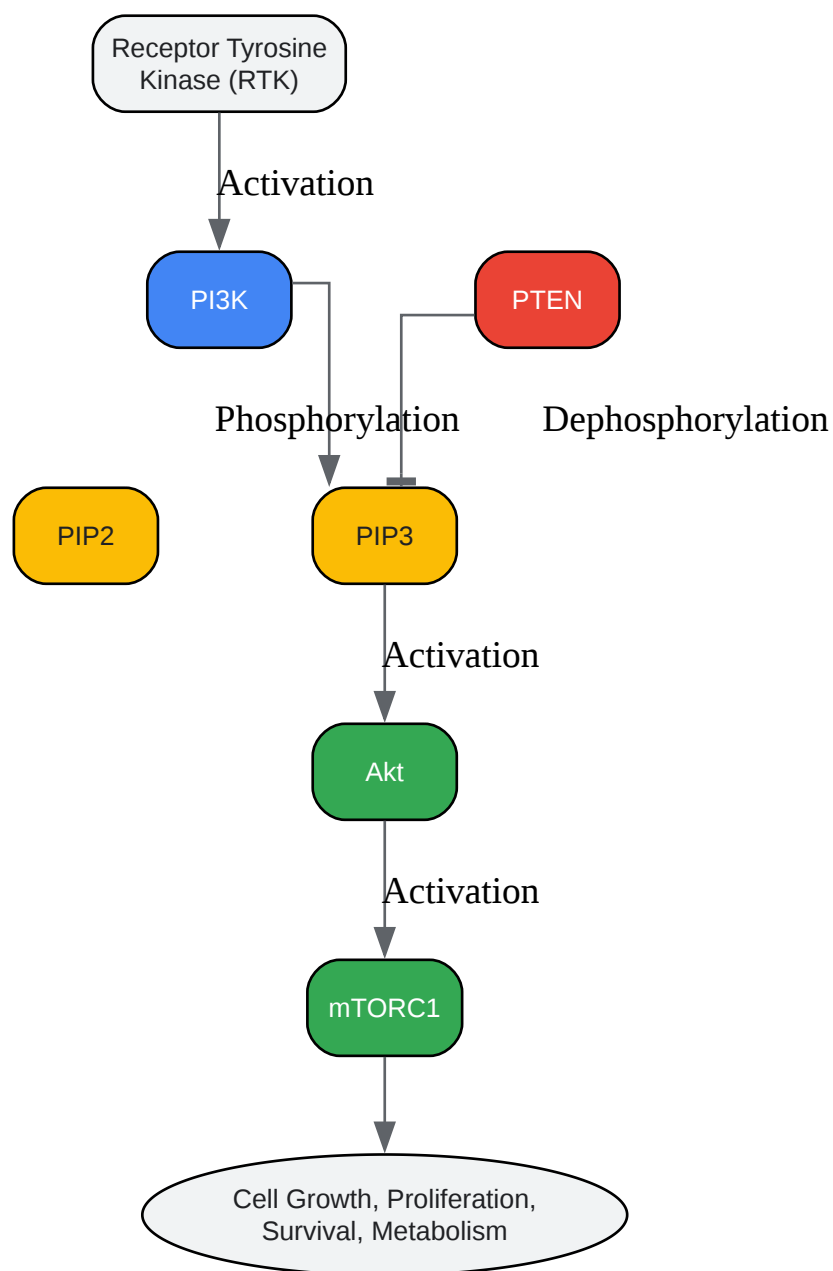 Receptor Tyrosine
Kinase (RTK)
Activation
PI3K
PTEN
Phosphorylation
Dephosphorylation
PIP2
PIP3
Activation
Akt
Activation
mTORC1
Cell Growth, Proliferation,
Survival, Metabolism